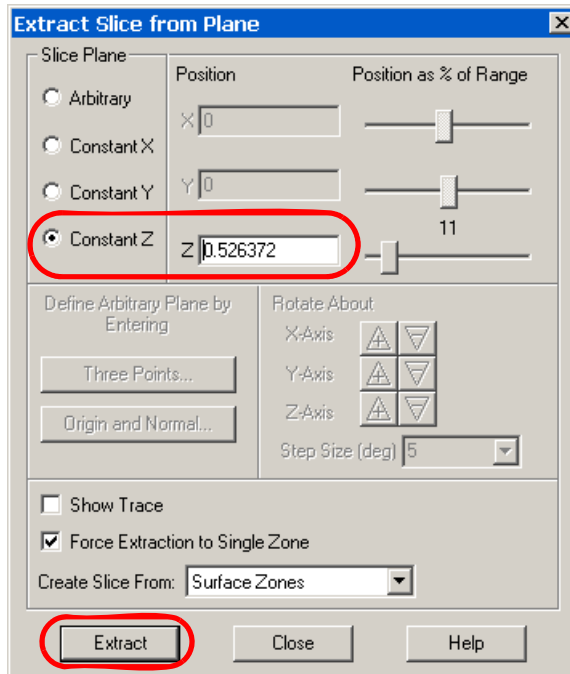 Extract Slice from Plane
Slice Plane
Position
Position as % of Range
Arbitrary
X 0
Constant X
Constant Y
Y 0
Constant Z
Z 0.526372
11
Define Arbitrary Plane by
Entering
Three Points...
Origin and Normal...
Rotate About
X-Axis
Y-Axis
Z-Axis
Step Size (deg) 5
Show Trace
Force Extraction to Single Zone
Create Slice From: Surface Zones
Extract
Close
Help